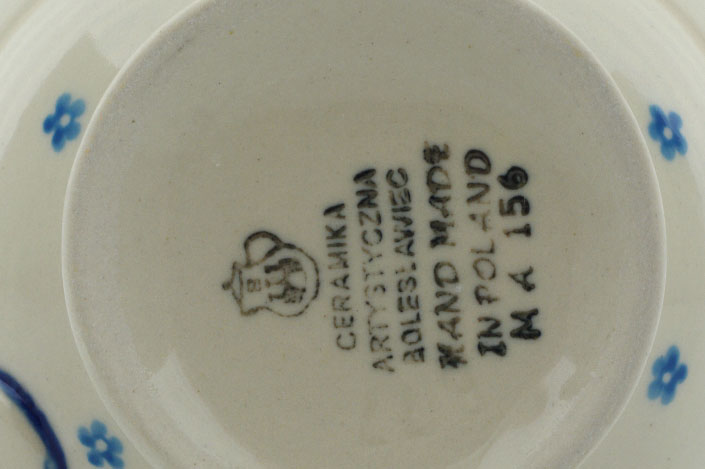 CERAMIKA
ARTYSTYCZNA
BOLESŁAWIEC
HAND MADE
IN POLAND
M A 156